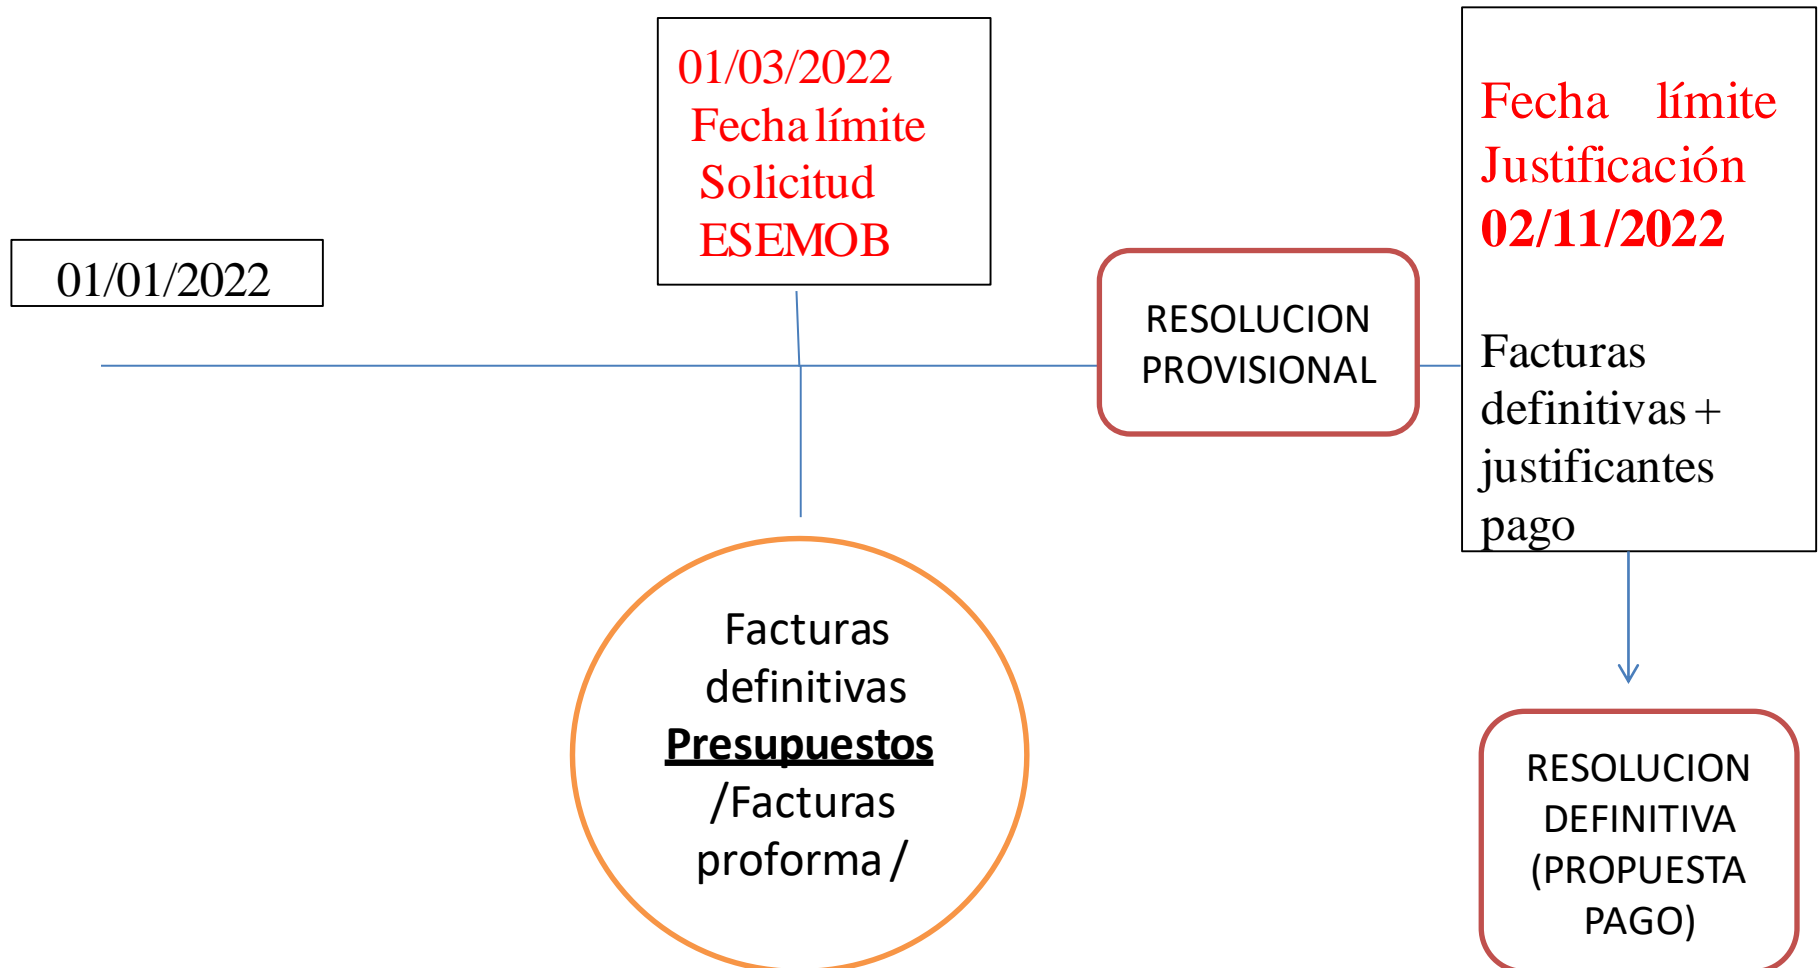 01/01/2022
01/03/2022
Fecha límite
Solicitud
ESEMOB
Facturas
definitivas
Presupuestos
/Facturas
proforma /
RESOLUCION
PROVISIONAL
Fecha límite
Justificación
02/11/2022
Facturas
definitivas +
justificantes
pago
RESOLUCION
DEFINITIVA
(PROPUESTA
PAGO)